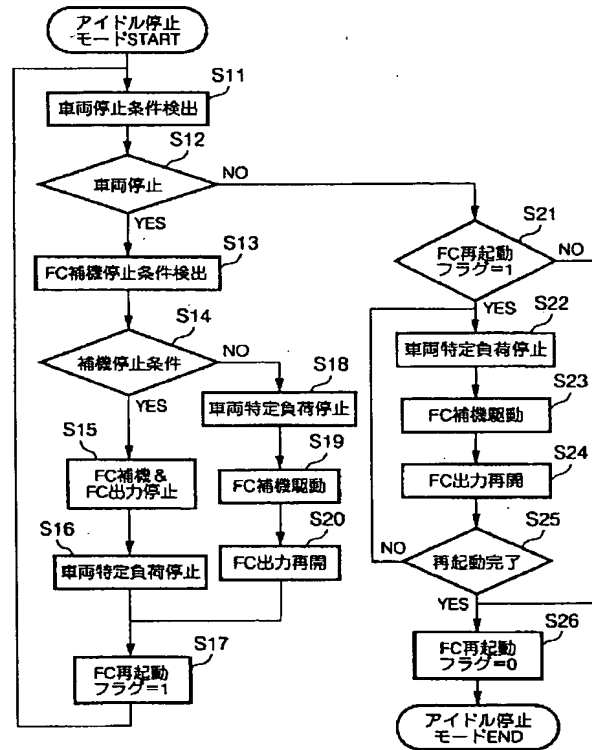 アイドル停止
モードSTART
S11
車両停止条件検出
S12
車両停止
NO
YES
S13
FC補機停止条件検出
S14
補機停止条件
NO
YES
S15
FC補機&
FC出力停止
S16
車両特定負荷停止
S18
車両特定負荷停止
S19
FC補機駆動
S20
FC出力再開
S17
FC再起動
フラグ=1
S21
FC再起動
フラグ=1
NO
YES
S22
車両特定負荷停止
S23
FC補機駆動
S24
FC出力再開
S25
再起動完了
NO
YES
S26
FC再起動
フラグ=0
アイドル停止
モードEND